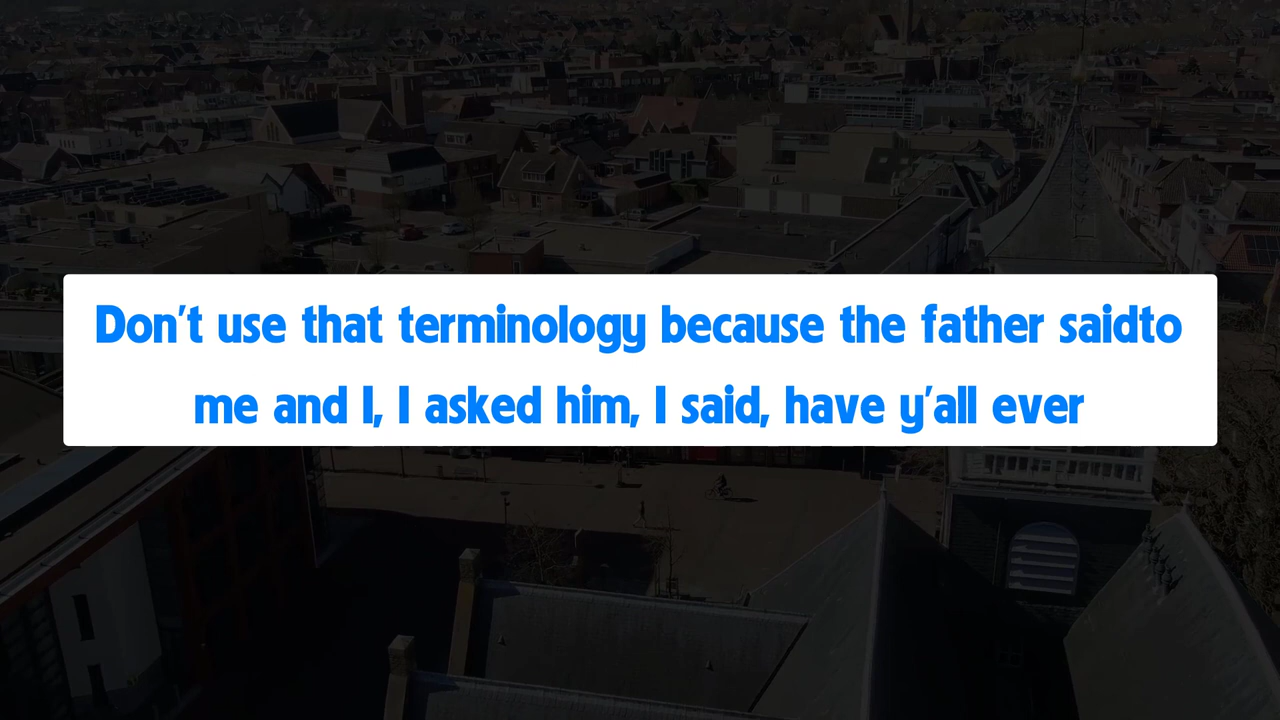 Don't use that terminology because the father saidto
me and I, I asked him, I said, have y'all ever